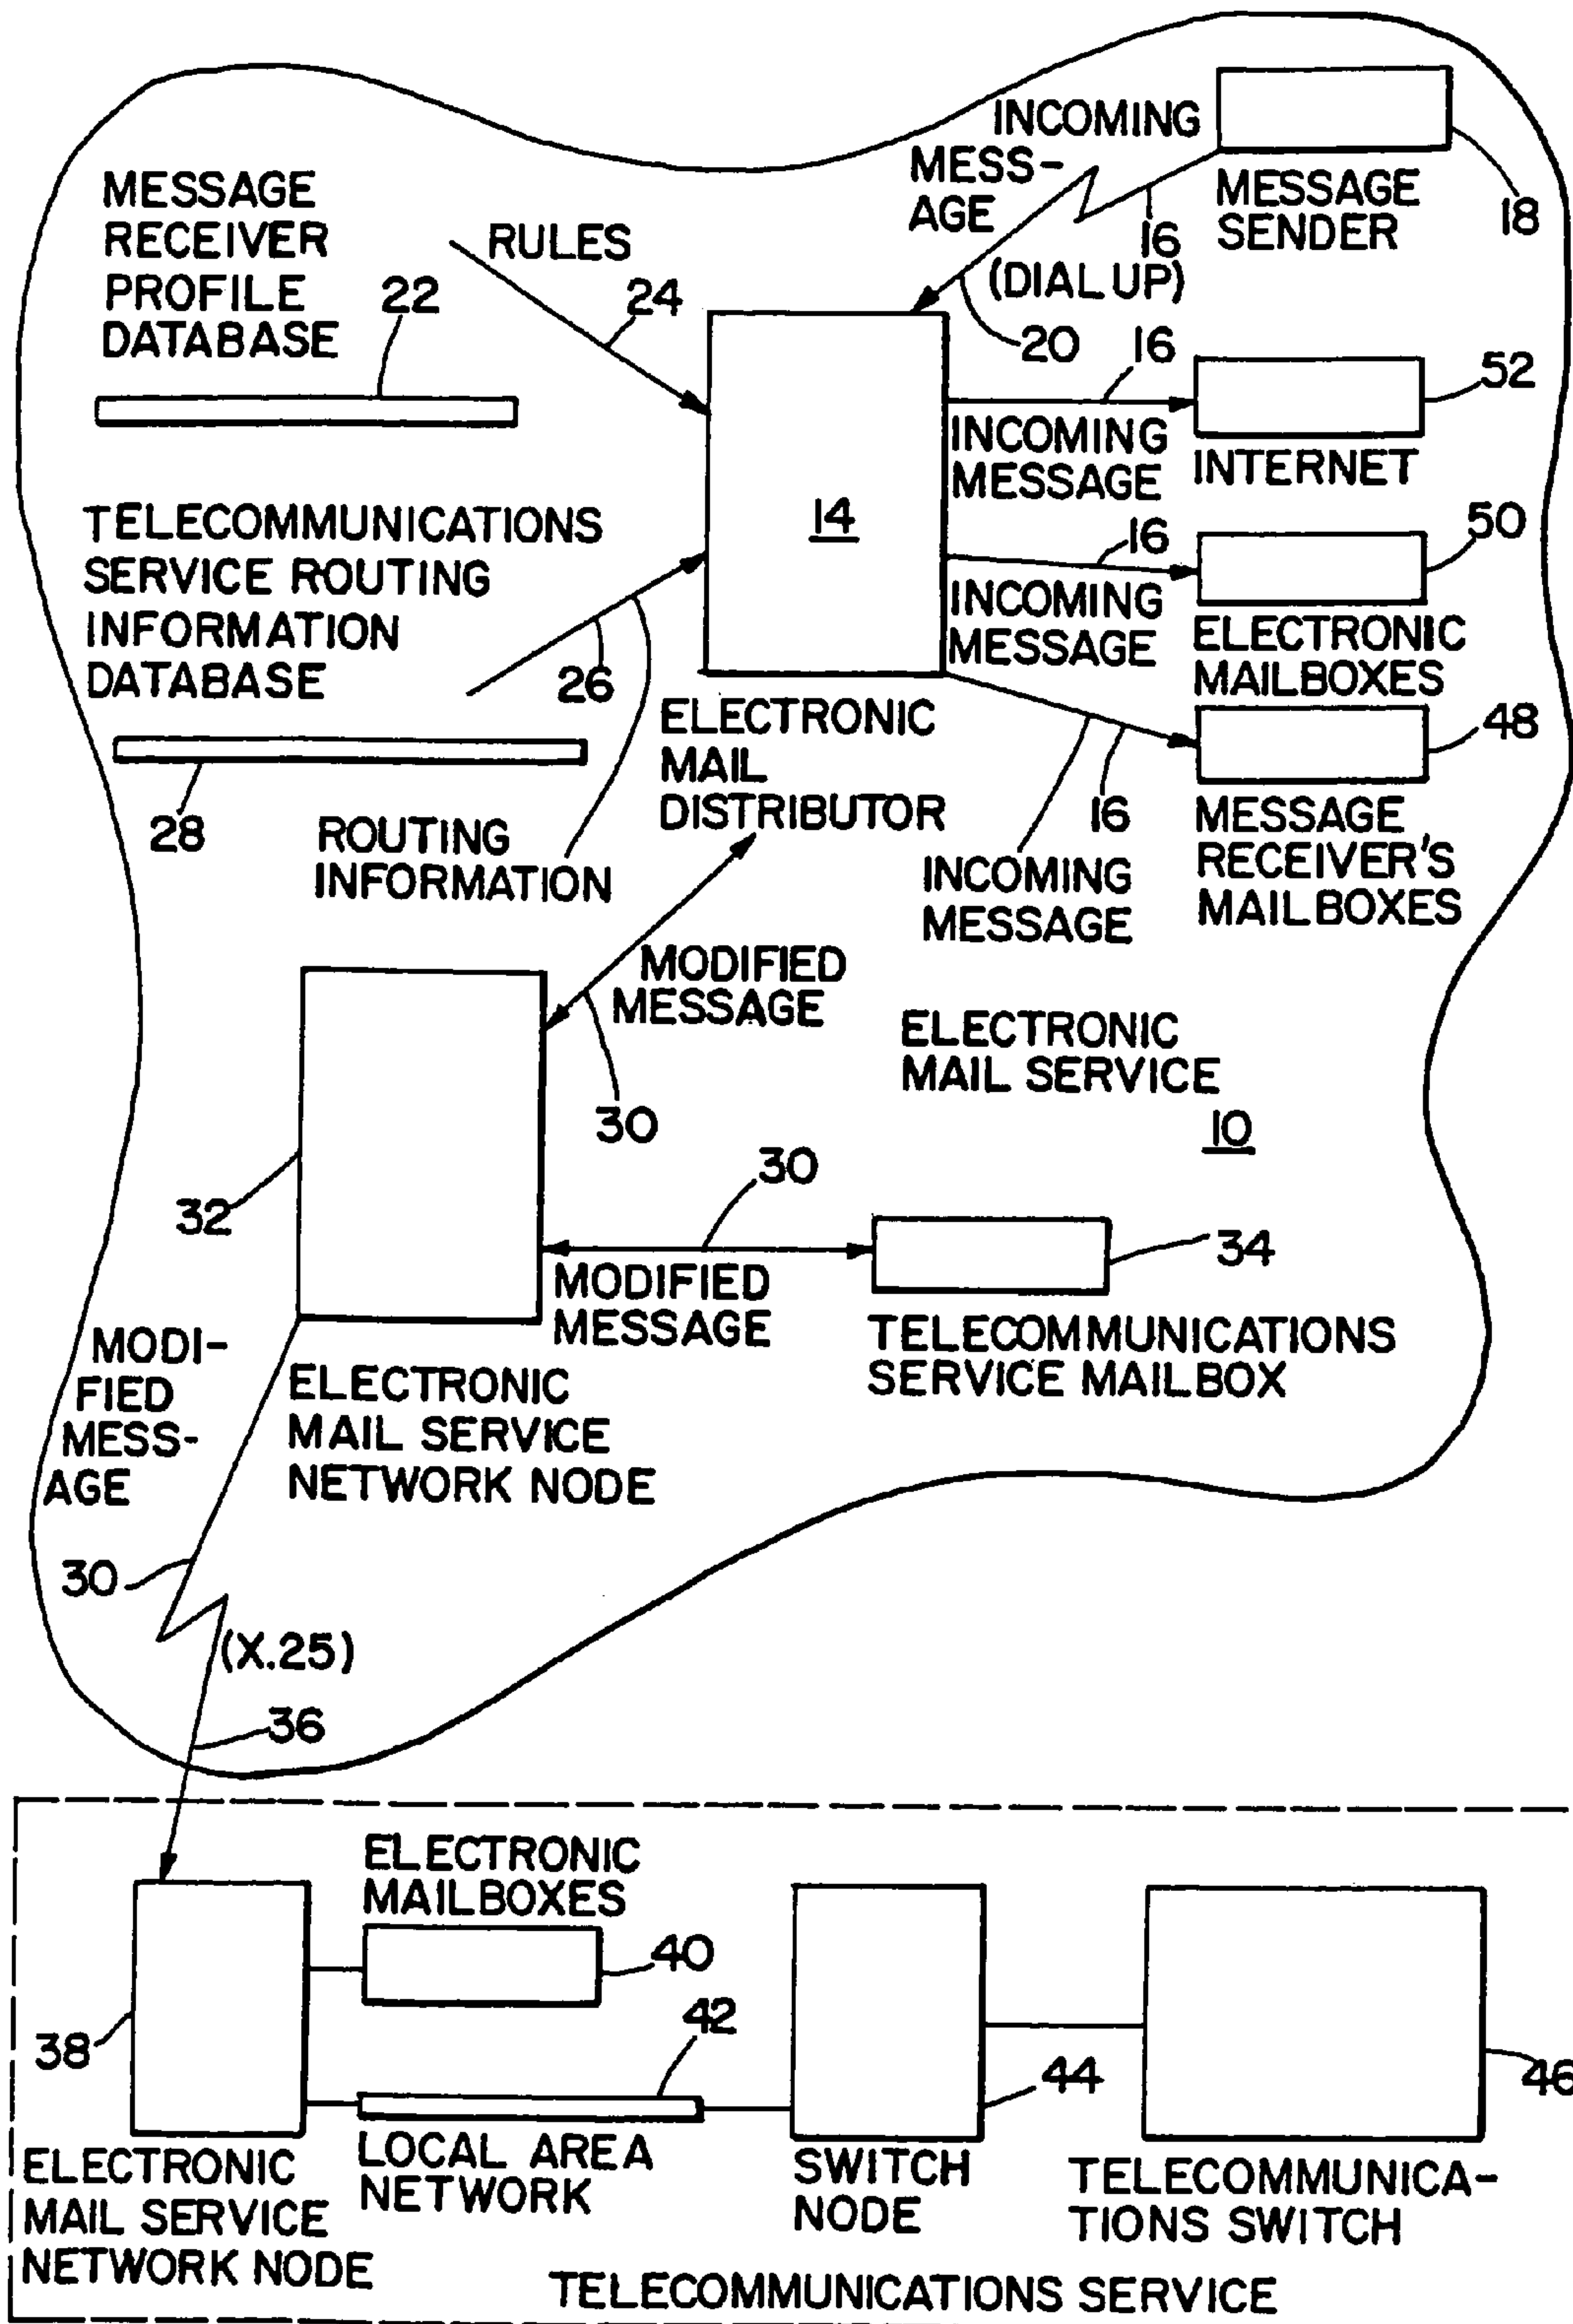 INCOMING
MESS-
AGE
MESSAGE
SENDER
18
16
(DIAL UP)
20
MESSAGE
RECEIVER
PROFILE
DATABASE
22
RULES
24
14
16
INCOMING
MESSAGE
52
INTERNET
TELECOMMUNICATIONS
SERVICE ROUTING
INFORMATION
DATABASE
26
28
ROUTING
INFORMATION
16
INCOMING
MESSAGE
50
ELECTRONIC
MAILBOXES
ELECTRONIC
MAIL
DISTRIBUTOR
16
INCOMING
MESSAGE
48
MESSAGE
RECEIVER'S
MAILBOXES
MODIFIED
MESSAGE
30
ELECTRONIC
MAIL SERVICE
10
32
30
MODIFIED
MESSAGE
34
TELECOMMUNICATIONS
SERVICE MAILBOX
MODI-
FIED
MESS-
AGE
ELECTRONIC
MAIL SERVICE
NETWORK NODE
30
(X.25)
36
ELECTRONIC
MAILBOXES
40
38
42
44
46
ELECTRONIC
MAIL SERVICE
NETWORK NODE
LOCAL AREA
NETWORK
SWITCH
NODE
TELECOMMUNICA-
TIONS SWITCH
TELECOMMUNICATIONS SERVICE